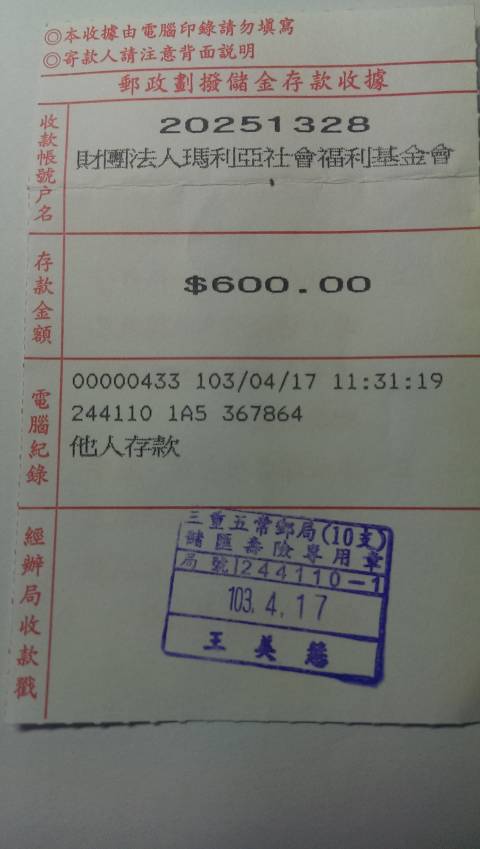 ◎本收據由電腦印錄請勿填寫
◎寄款人請注意背面説明
郵政劃撥儲金存款收據
收款帳號戶名
20251328
財團法人瑪利亞社會福利基金會
存款金額
$600.00
電腦紀錄
00000433 103/04/17 11:31:19
244110 1A5 367864
他人存款
經辦局收款戳
三重五常郵局(10支)
儲匯壽險專用章
局號244110-1
103. 4. 17
王美